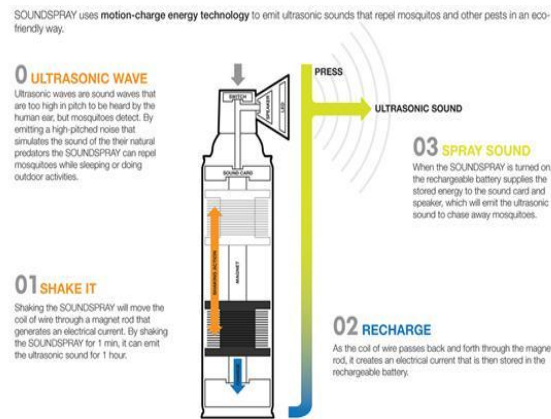 SOUNDSPRAY uses motion-charge energy technology to emit ultrasonic sounds that repel mosquitos and other pests in an eco-
friendly way.
0 ULTRASONIC WAVE
Ultrasonic waves are sound waves that
are too high in pitch to be heard by the
human ear, but mosquitoes detect. By
emitting a high-pitched noise that
simulates the sound of the their natural
predators the SOUNDSPRAY can repel
mosquitoes while sleeping or doing
outdoor activities.
01 SHAKE IT
Shaking the SOUNDSPRAY will move the
coil of wire through a magnet rod that
generates an electrical current. By shaking
the SOUNDSPRAY for 1 min, it can emit
the ultrasonic sound for 1 hour.
SWITCH
SPEAKER
LED
SOUND CARD
SHAKING ACTION
MAGNET
PRESS
ULTRASONIC SOUND
03 SPRAY SOUND
When the SOUNDSPRAY is turned on
the rechargeable battery supplies the
stored energy to the sound card and
speaker, which will emit the ultrasonic
sound to chase away mosquitoes.
02 RECHARGE
As the coil of wire passes back and forth through the magne
rod, it creates an electrical current that is then stored in the
rechargeable battery.